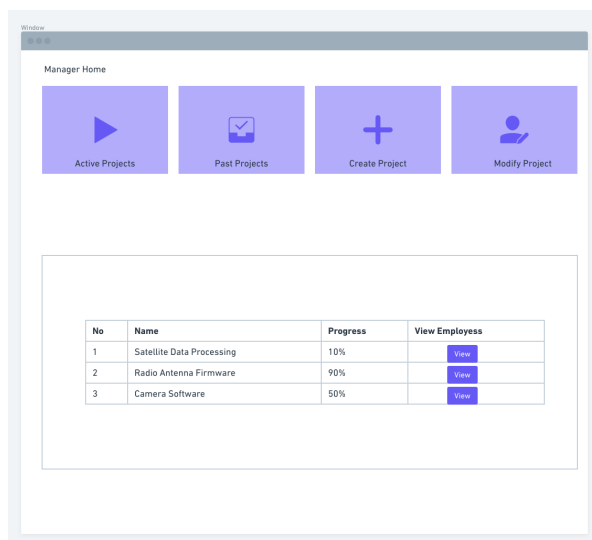 Window
Manager Home
Active Projects
Past Projects
Create Project
Modify Project
No Name Progress View Employess
1 Satellite Data Processing 10% View
2 Radio Antenna Firmware 90% View
3 Camera Software 50% View